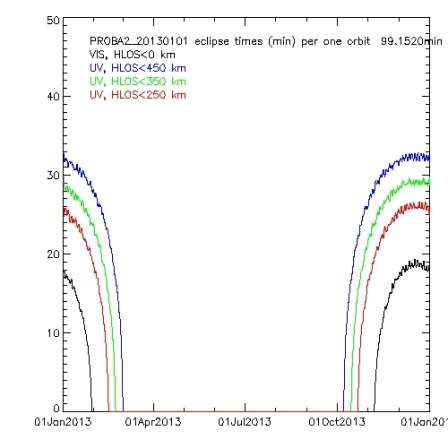 PROBA2_20130101 eclipse times (min) per one orbit 99.1520min
VIS, HLOS<0 km
UV, HLOS<450 km
UV, HLOS<350 km
UV, HLOS<250 km
50
40
30
20
10
0
01Jan2013 01Apr2013 01Jul2013 01Oct2013 01Jan201